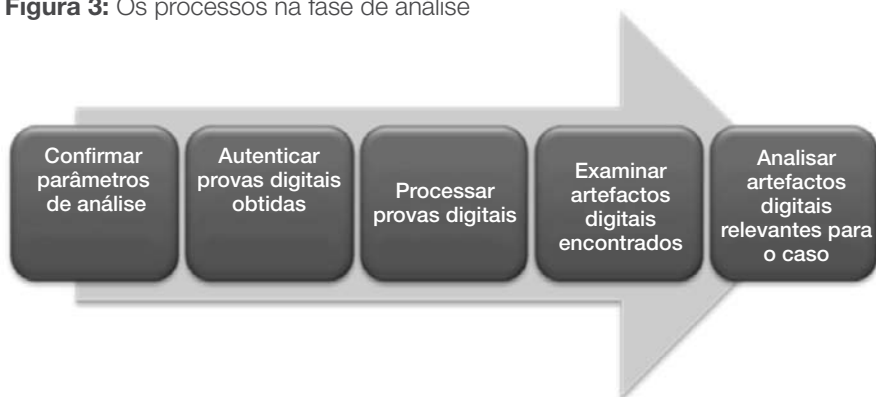 Figura 3: Os processos na fase de análise
Confirmar
parâmetros
de análise
Autenticar
provas digitais
obtidas
Processar
provas digitais
Examinar
artefactos
digitais
encontrados
Analisar
artefactos
digitais
relevantes para
o caso